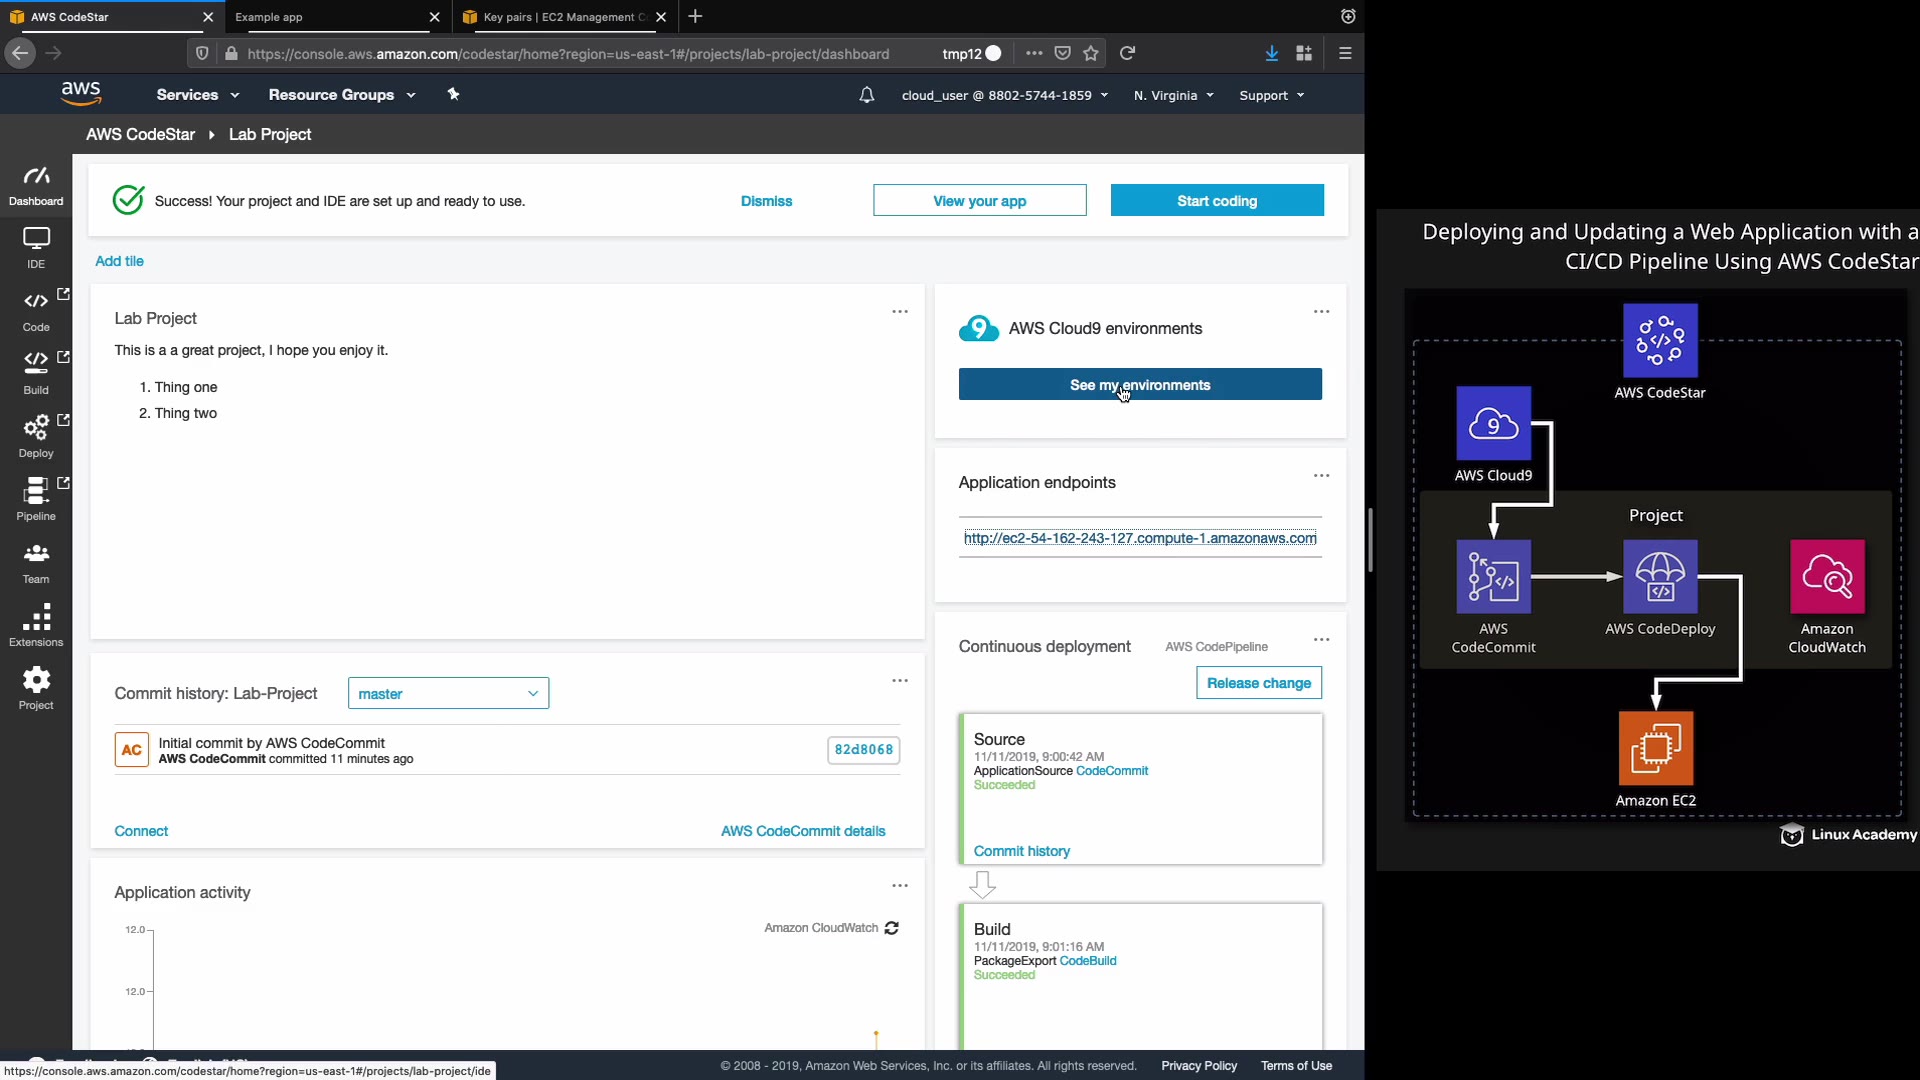 AWS CodeStar
Example app
Key pairs | EC2 Management C
https://console.aws.amazon.com/codestar/home?region=us-east-1#/projects/lab-project/dashboard
tmp12
aws
Services
Resource Groups
cloud_user @ 8802-5744-1859
N. Virginia
Support
AWS CodeStar
Lab Project
Dashboard
IDE
Code
Build
Deploy
Pipeline
Team
Extensions
Project
Success! Your project and IDE are set up and ready to use.
Dismiss
View your app
Start coding
Add tile
Lab Project
This is a a great project, I hope you enjoy it.
1. Thing one
2. Thing two
9
AWS Cloud9 environments
See my environments
Application endpoints
http://ec2-54-162-243-127.compute-1.amazonaws.com
Continuous deployment
AWS CodePipeline
Release change
Source
11/11/2019, 9:00:42 AM
ApplicationSource CodeCommit
Succeeded
Commit history
Build
11/11/2019, 9:01:16 AM
PackageExport CodeBuild
Succeeded
Commit history: Lab-Project
master
AC
Initial commit by AWS CodeCommit
AWS CodeCommit committed 11 minutes ago
82d8068
Connect
AWS CodeCommit details
Application activity
Amazon CloudWatch
12.0
12.0
© 2008 - 2019, Amazon Web Services, Inc. or its affiliates. All rights reserved.
Privacy Policy
Terms of Use
https://console.aws.amazon.com/codestar/home?region=us-east-1#/projects/lab-project/ide
Deploying and Updating a Web Application with a
CI/CD Pipeline Using AWS CodeStar
AWS CodeStar
9
AWS Cloud9
Project
AWS
CodeCommit
AWS CodeDeploy
Amazon
CloudWatch
Amazon EC2
Linux Academy